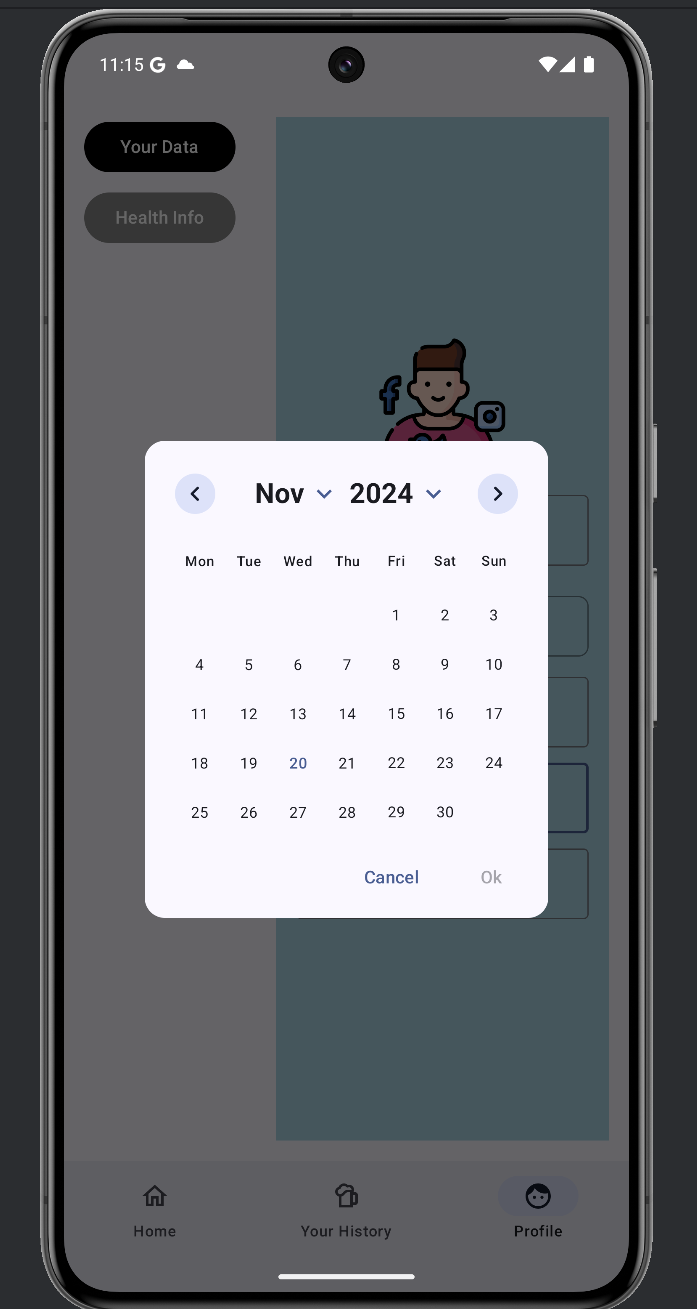 11:15 G
Your Data
Health Info
f
Nov 2024
Mon Tue Wed Thu Fri Sat Sun
1 2 3
4 5 6 7 8 9 10
11 12 13 14 15 16 17
18 19 20 21 22 23 24
25 26 27 28 29 30
Cancel Ok
Home Your History Profile